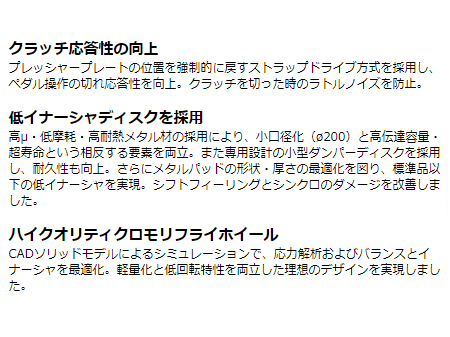 クラッチ応答性の向上
プレッシャープレートの位置を強制的に戻すストラップドライブ方式を採用し、
ペダル操作の切れ応答性を向上。クラッチを切った時のラトルノイズを防止。
低イナーシャディスクを採用
高μ・低摩耗・高耐熱メタル材の採用により、小口径化（ø200）と高伝達容量・
超寿命という相反する要素を両立。また専用設計の小型ダンパーディスクを採用
し、耐久性も向上。さらにメタルパッドの形状・厚さの最適化を図り、標準品以
下の低イナーシャを実現。シフトフィーリングとシンクロのダメージを改善しま
した。
ハイクオリティクロモリフライホイール
CADソリッドモデルによるシミュレーションで、応力解析およびバランスとイ
ナーシャを最適化。軽量化と低回転特性を両立した理想のデザインを実現しまし
た。